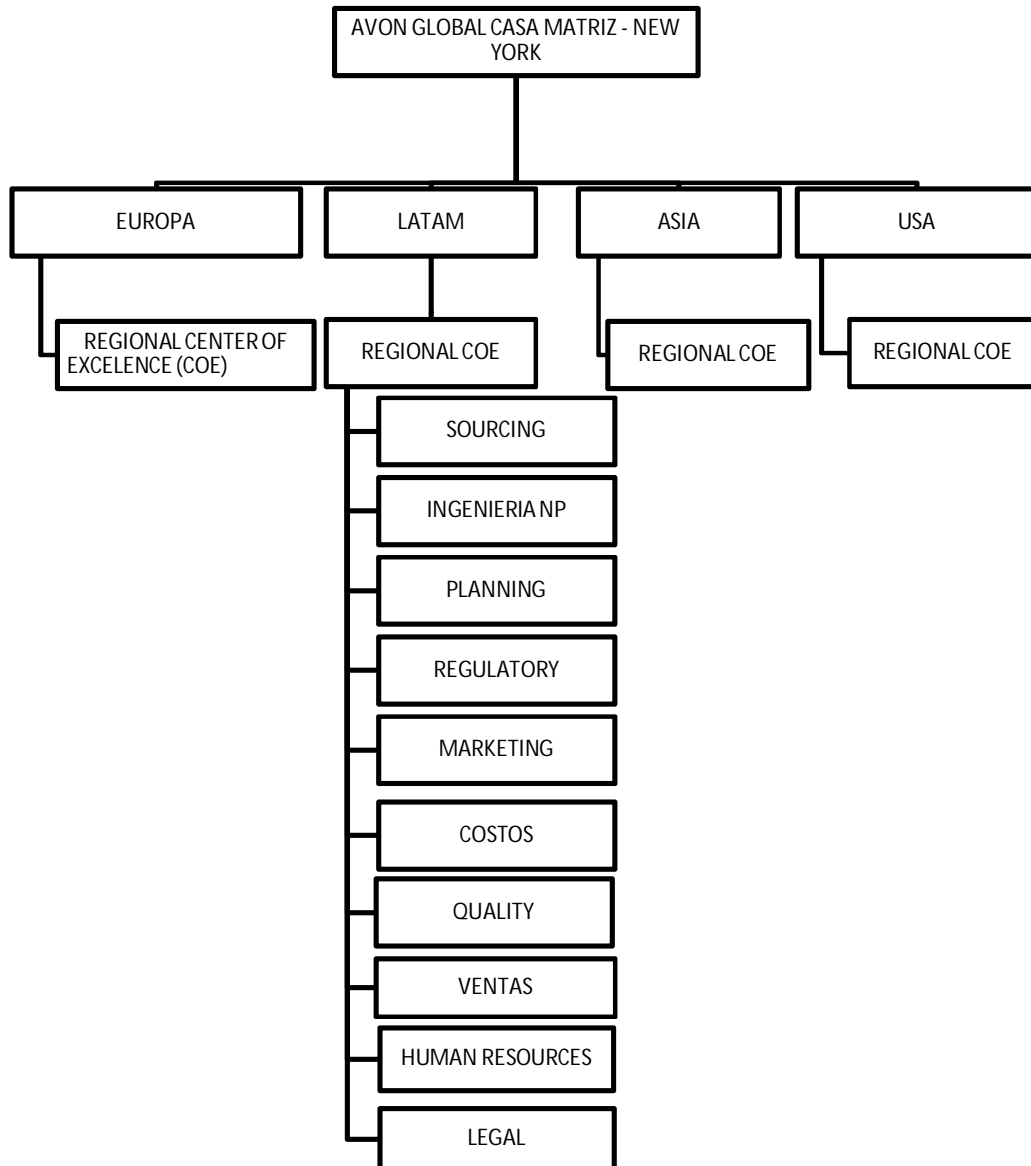 AVON GLOBAL CASA MATRIZ - NEW
YORK
EUROPA
LATAM
ASIA
USA
REGIONAL CENTER OF
EXCELENCE (COE)
REGIONAL COE
REGIONAL COE
REGIONAL COE
SOURCING
INGENIERIA NP
PLANNING
REGULATORY
MARKETING
COSTOS
QUALITY
VENTAS
HUMAN RESOURCES
LEGAL